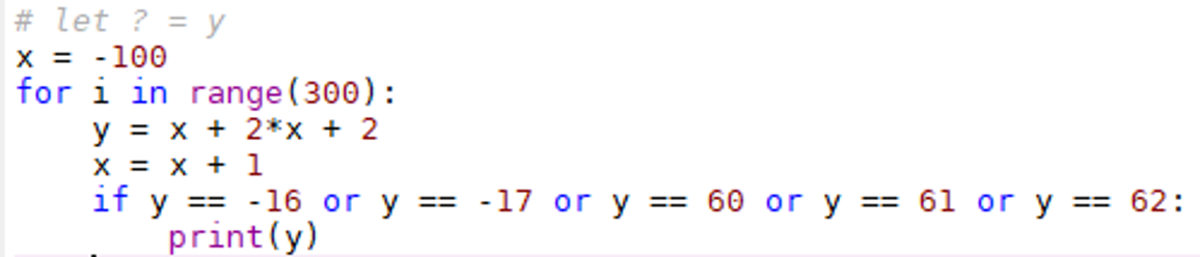 # let ? = y
x = -100
for i in range(300):
    y = x + 2*x + 2
    x = x + 1
    if y == -16 or y == -17 or y == 60 or y == 61 or y == 62:
        print(y)